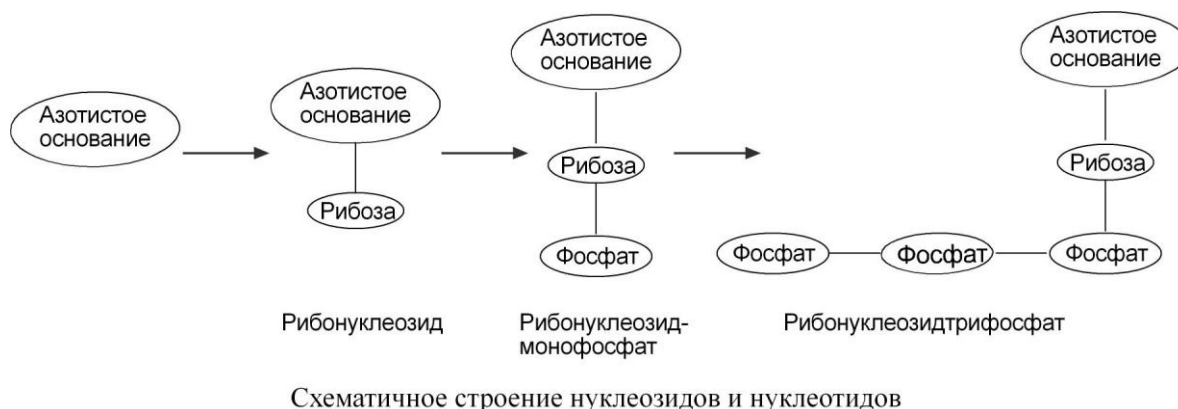 Азотистое
основание
Азотистое
основание
Рибоза
Азотистое
основание
Рибоза
Фосфат
Азотистое
основание
Рибоза
Фосфат
Фосфат
Фосфат
Рибонуклеозид
Рибонуклеозид-
монофосфат
Рибонуклеозидтрифосфат
Схематичное строение нуклеозидов и нуклеотидов